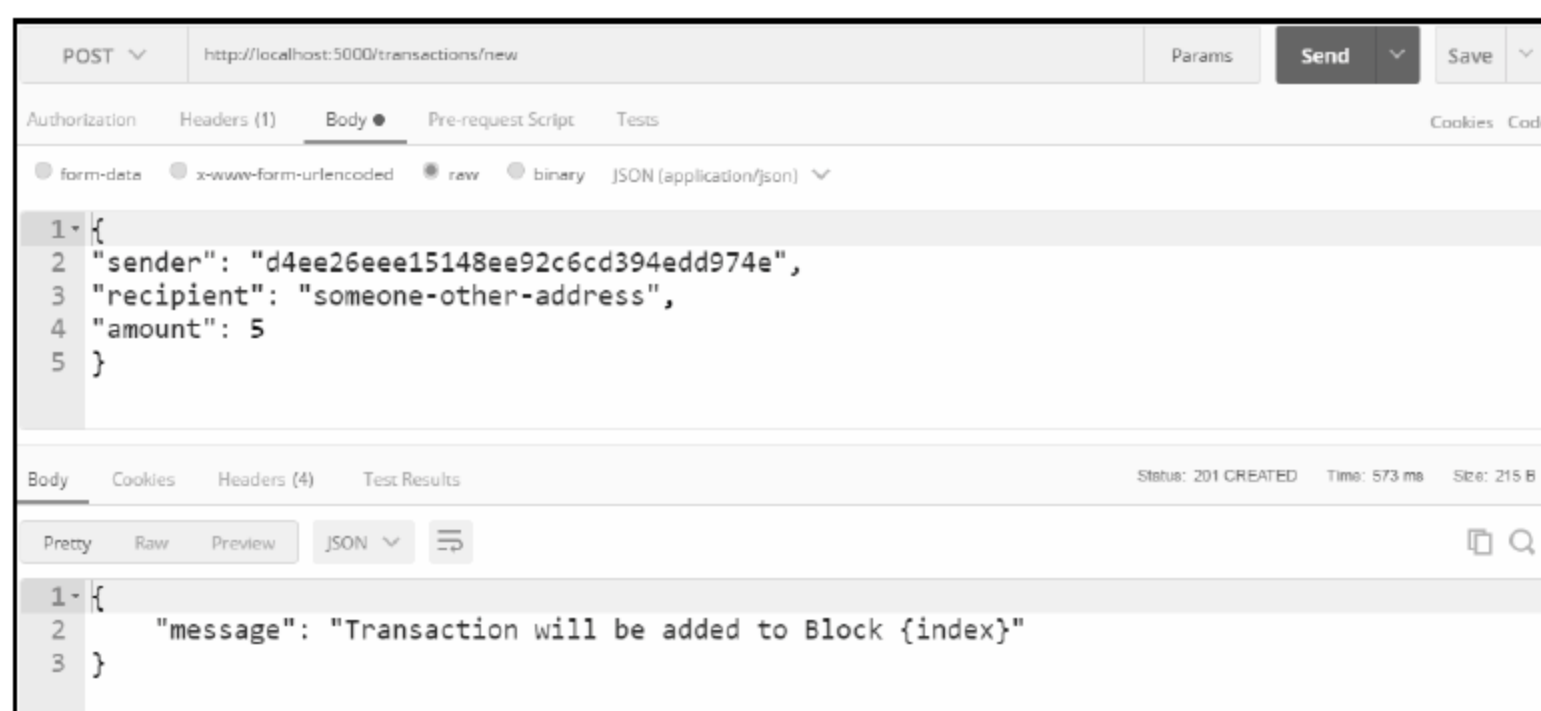 POST http://localhost:5000/transactions/new Params Send Save
Authorization Headers (1) Body Pre-request Script Tests Cookies Cod
form-data x-www-form-urlencoded raw binary JSON (application/json)
1 {
2 "sender": "d4ee26eee15148ee92c6cd394edd974e",
3 "recipient": "someone-other-address",
4 "amount": 5
5 }
Body Cookies Headers (4) Test Results Status: 201 CREATED Time: 573 ms Size: 215 B
Pretty Raw Preview JSON
1 {
2 "message": "Transaction will be added to Block {index}"
3 }